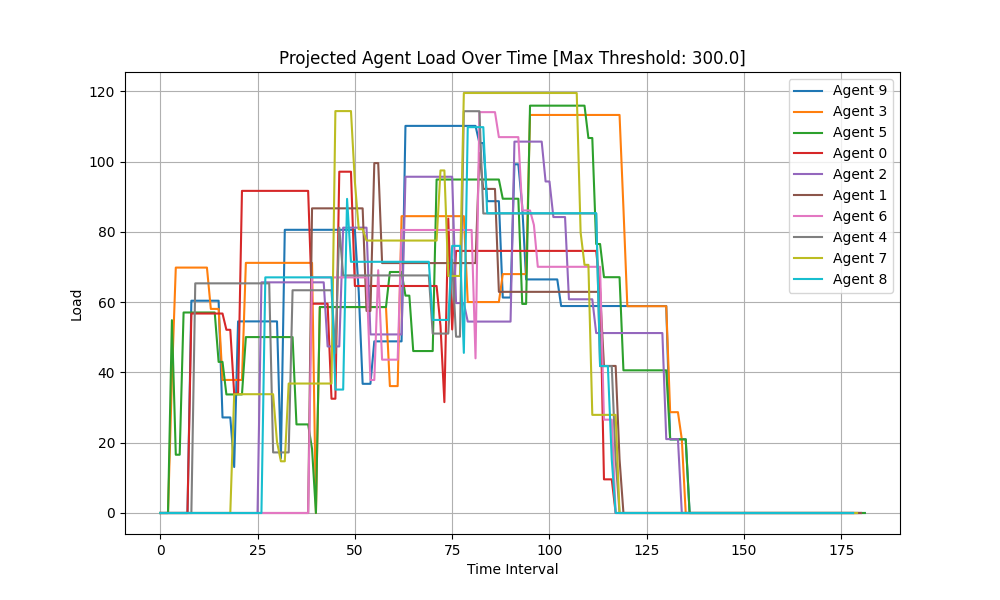 Projected Agent Load Over Time [Max Threshold: 300.0]
Load
120
100
80
60
40
20
0
0 25 50 75 100 125 150 175
Time Interval
Agent 9
Agent 3
Agent 5
Agent 0
Agent 2
Agent 1
Agent 6
Agent 4
Agent 7
Agent 8